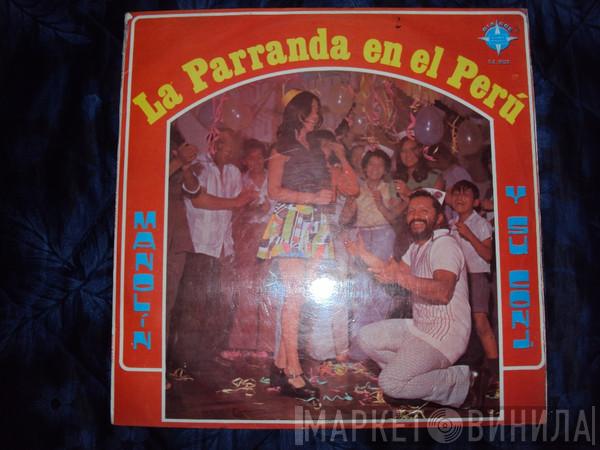 La Parranda en el Perú
MANOLÍN
Y SU CONJ.
МАРКЕТ ВИНИЛА